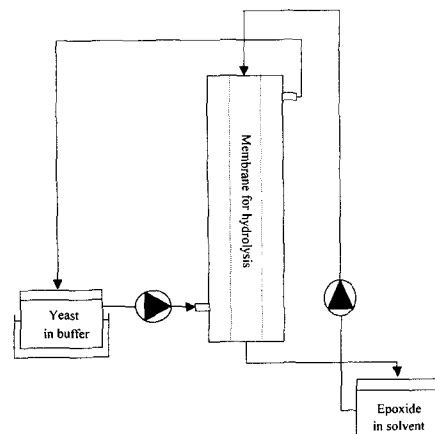 Membrane for hydrolysis
Yeast
in buffer
Epoxide
in solvent